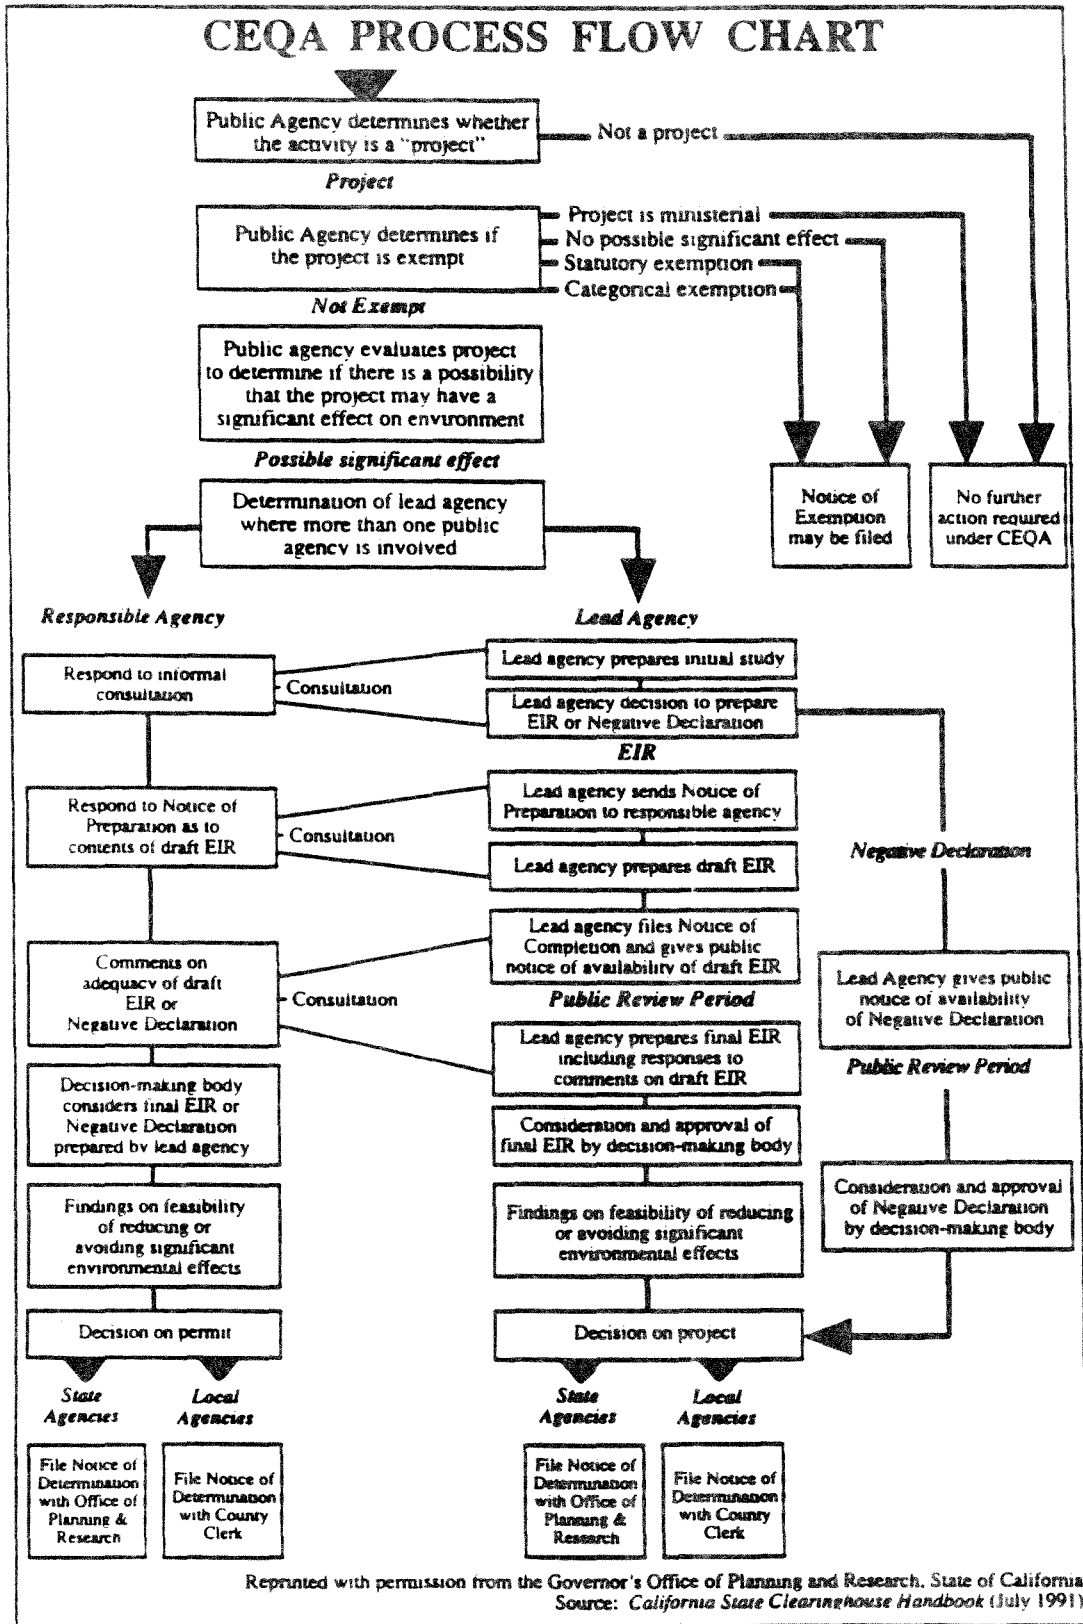 CEQA PROCESS FLOW CHART
Public Agency determines whether
the activity is a "project"
Not a project
Project
Public Agency determines if
the project is exempt
Project is ministerial
No possible significant effect
Statutory exemption
Categorical exemption
Not Exempt
Public agency evaluates project
to determine if there is a possibility
that the project may have a
significant effect on environment
Possible significant effect
Determination of lead agency
where more than one public
agency is involved
Notice of
Exemption
may be filed
No further
action required
under CEQA
Responsible Agency
Lead Agency
Respond to informal
consultation
Consultation
Lead agency prepares initial study
Lead agency decision to prepare
EIR or Negative Declaration
EIR
Respond to Notice of
Preparation as to
contents of draft EIR
Consultation
Lead agency sends Notice of
Preparation to responsible agency
Lead agency prepares draft EIR
Negative Declaration
Lead agency files Notice of
Completion and gives public
notice of availability of draft EIR
Comments on
adequacy of draft
EIR or
Negative Declaration
Consultation
Public Review Period
Lead Agency gives public
notice of availability
of Negative Declaration
Public Review Period
Lead agency prepares final EIR
including responses to
comments on draft EIR
Decision-making body
considers final EIR or
Negative Declaration
prepared by lead agency
Consideration and approval of
final EIR by decision-making body
Consideration and approval
of Negative Declaration
by decision-making body
Findings on feasibility
of reducing or
avoiding significant
environmental effects
Findings on feasibility of reducing
or avoiding significant
environmental effects
Decision on permit
Decision on project
State
Agencies
Local
Agencies
State
Agencies
Local
Agencies
File Notice of
Determination
with Office of
Planning &
Research
File Notice of
Determination
with County
Clerk
File Notice of
Determination
with Office of
Planning &
Research
File Notice of
Determination
with County
Clerk
Reprinted with permission from the Governor's Office of Planning and Research, State of California
Source: California State Clearinghouse Handbook (July 1991)